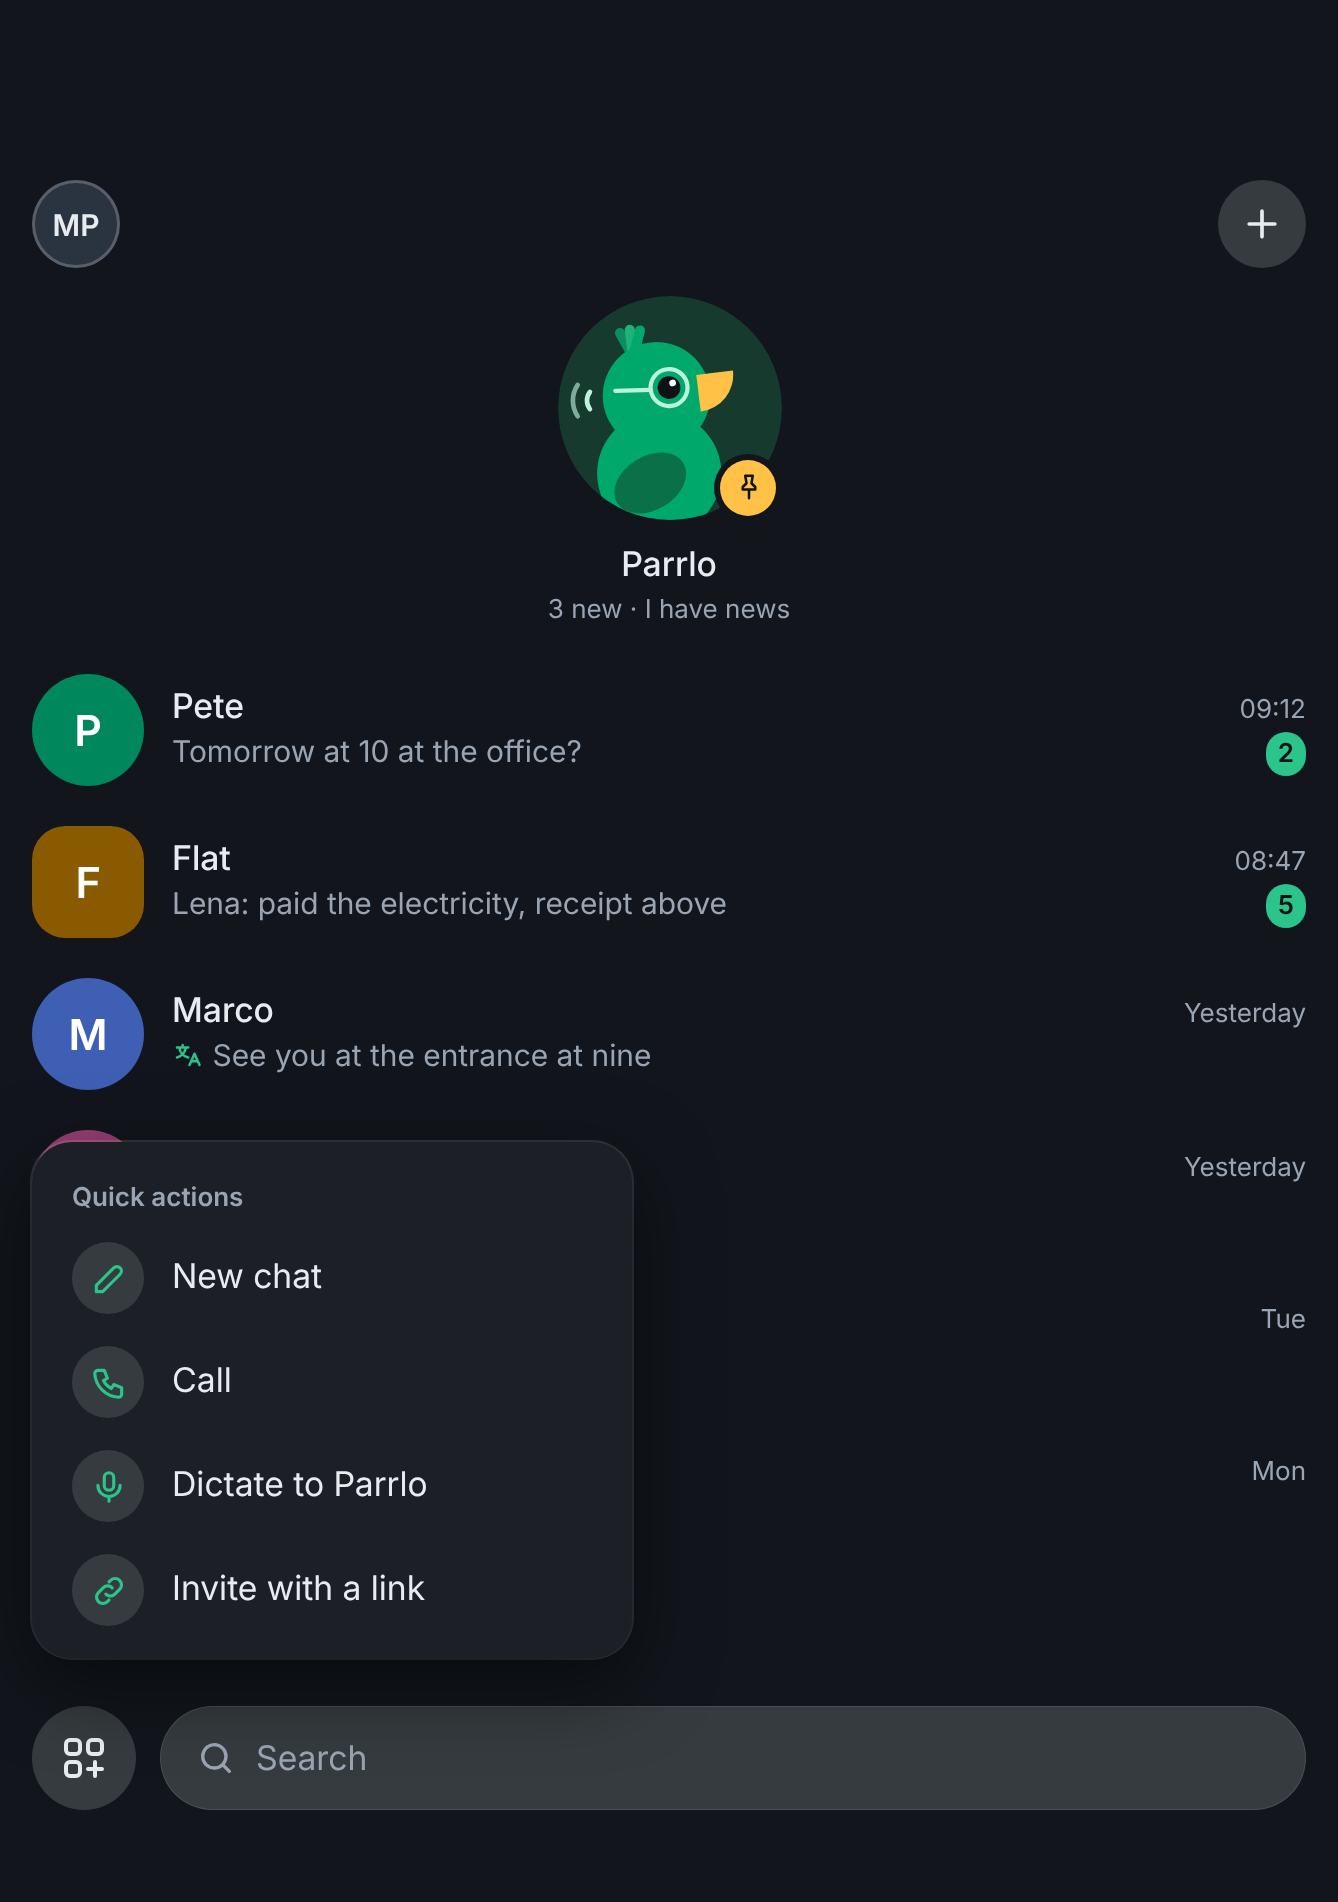 MP
Parrlo
3 new · I have news
P
Pete
09:12
Tomorrow at 10 at the office?
2
F
Flat
08:47
Lena: paid the electricity, receipt above
5
M
Marco
Yesterday
See you at the entrance at nine
Yesterday
Tue
Mon
Quick actions
New chat
Call
Dictate to Parrlo
Invite with a link
Search